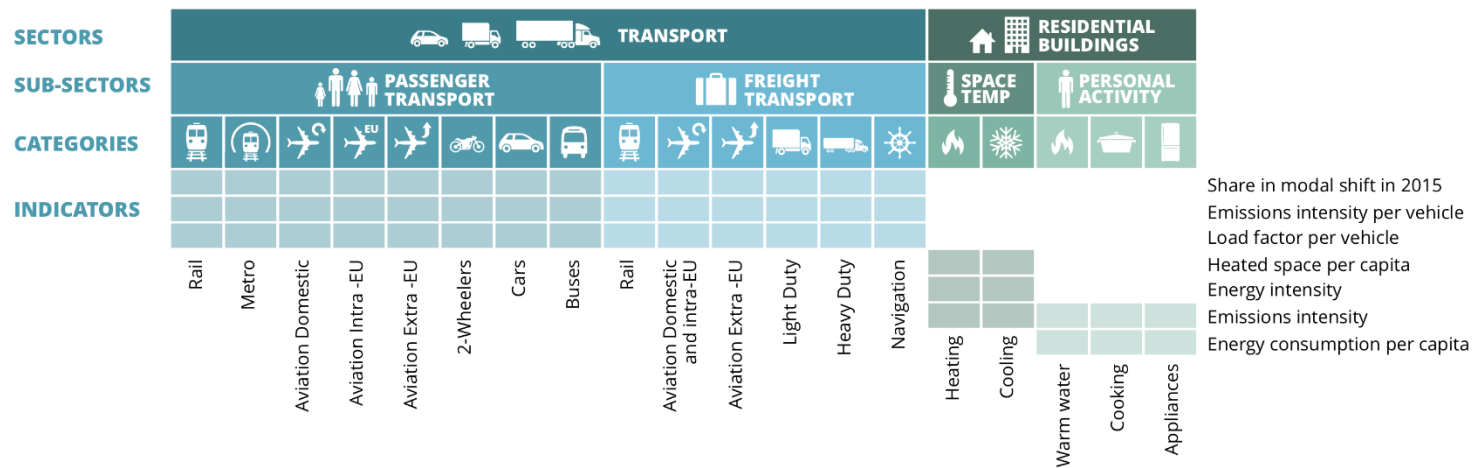 SECTORS
TRANSPORT
RESIDENTIAL
BUILDINGS
SUB-SECTORS
PASSENGER
TRANSPORT
FREIGHT
TRANSPORT
SPACE
TEMP
PERSONAL
ACTIVITY
CATEGORIES
EU
INDICATORS
Share in modal shift in 2015
Emissions intensity per vehicle
Load factor per vehicle
Heated space per capita
Energy intensity
Emissions intensity
Energy consumption per capita
Rail
Metro
Aviation Domestic
Aviation Intra -EU
Aviation Extra -EU
2-Wheelers
Cars
Buses
Rail
Aviation Domestic
and intra-EU
Aviation Extra -EU
Light Duty
Heavy Duty
Navigation
Heating
Cooling
Warm water
Cooking
Appliances